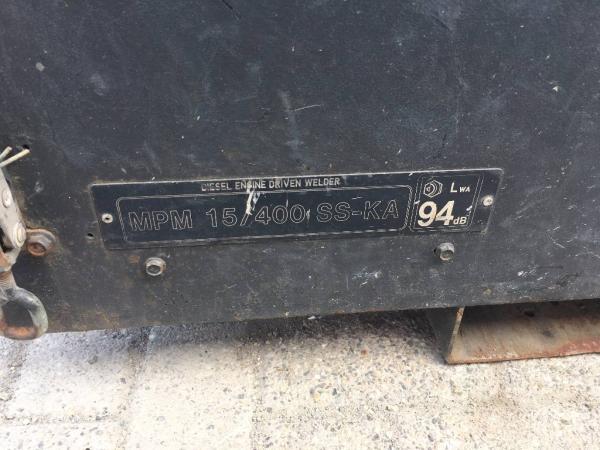 DIESEL ENGINE DRIVEN WELDER
MPM 15/400 SS-KA
LWA
94dB